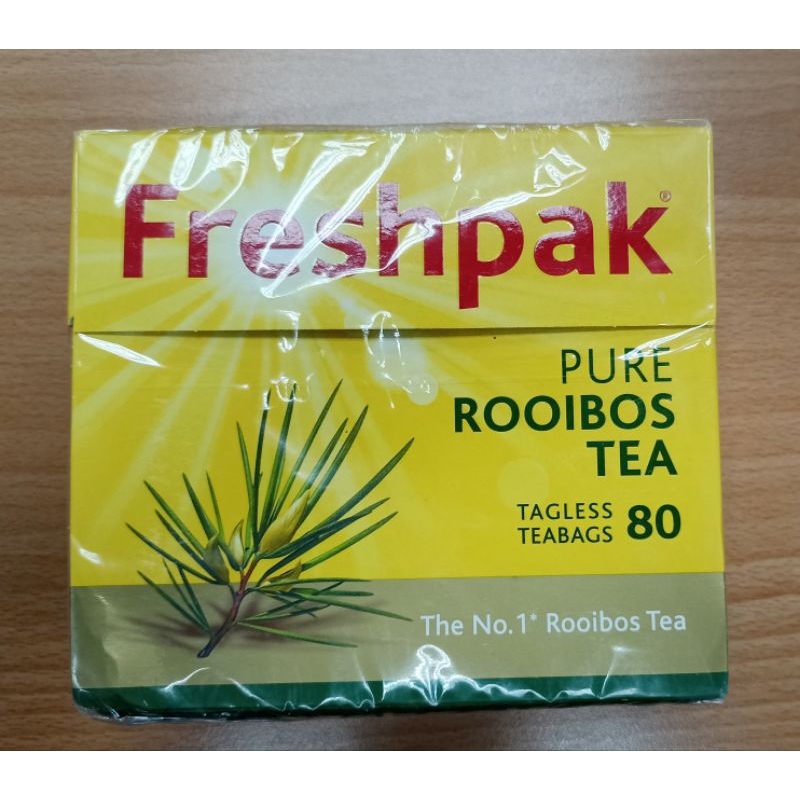 Freshpak®
PURE
ROOIBOS
TEA
TAGLESS
TEABAGS 80
The No.1* Rooibos Tea